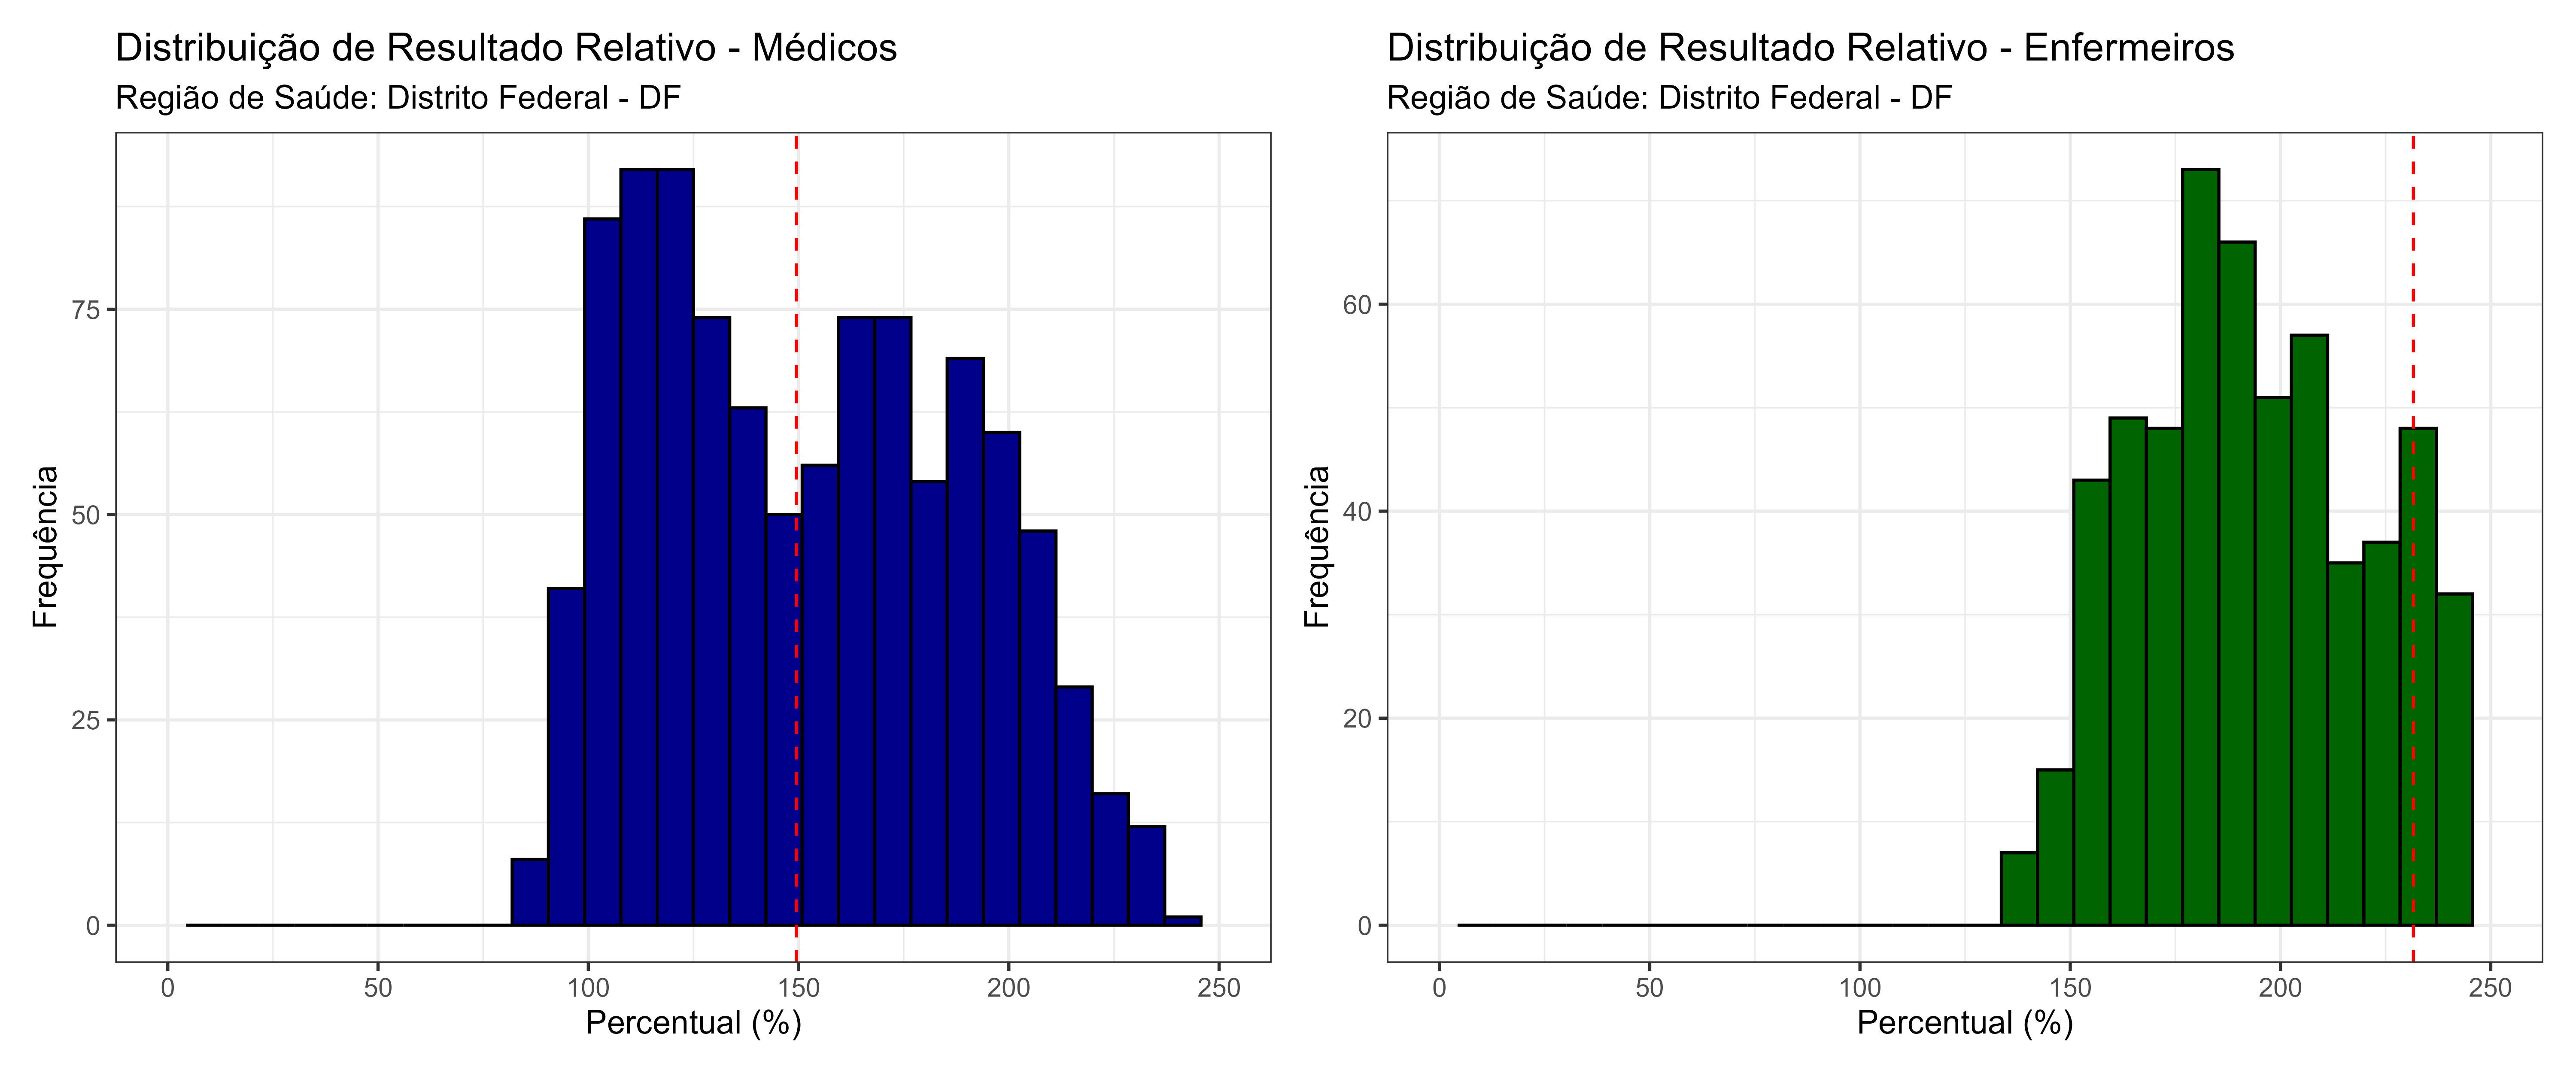 Distribuição de Resultado Relativo - Médicos
Região de Saúde: Distrito Federal - DF
Frequência
75
50
25
0
0 50 100 150 200 250
Percentual (%)
Distribuição de Resultado Relativo - Enfermeiros
Região de Saúde: Distrito Federal - DF
Frequência
60
40
20
0
0 50 100 150 200 250
Percentual (%)